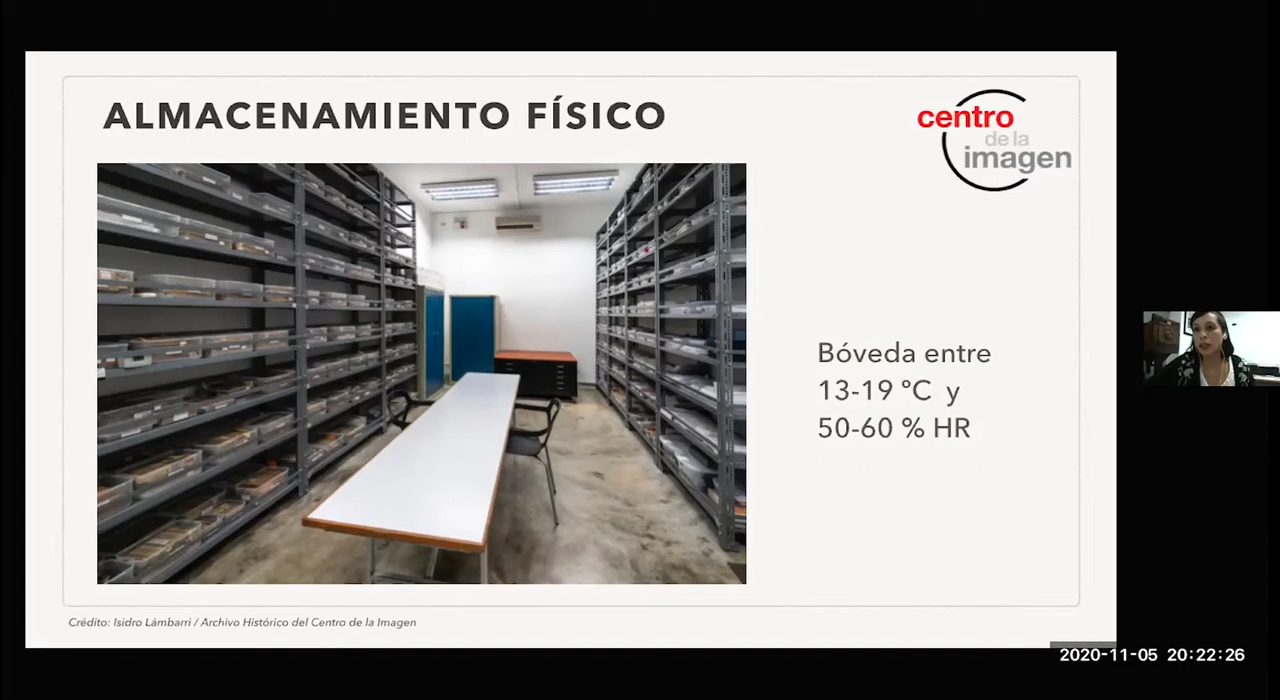 ALMACENAMIENTO FÍSICO
centro
de la
imagen
Bóveda entre
13-19 ºC y
50-60 % HR
Crédito: Isidro Lámbarri / Archivo Histórico del Centro de la Imagen
2020-11-05 20:22:26